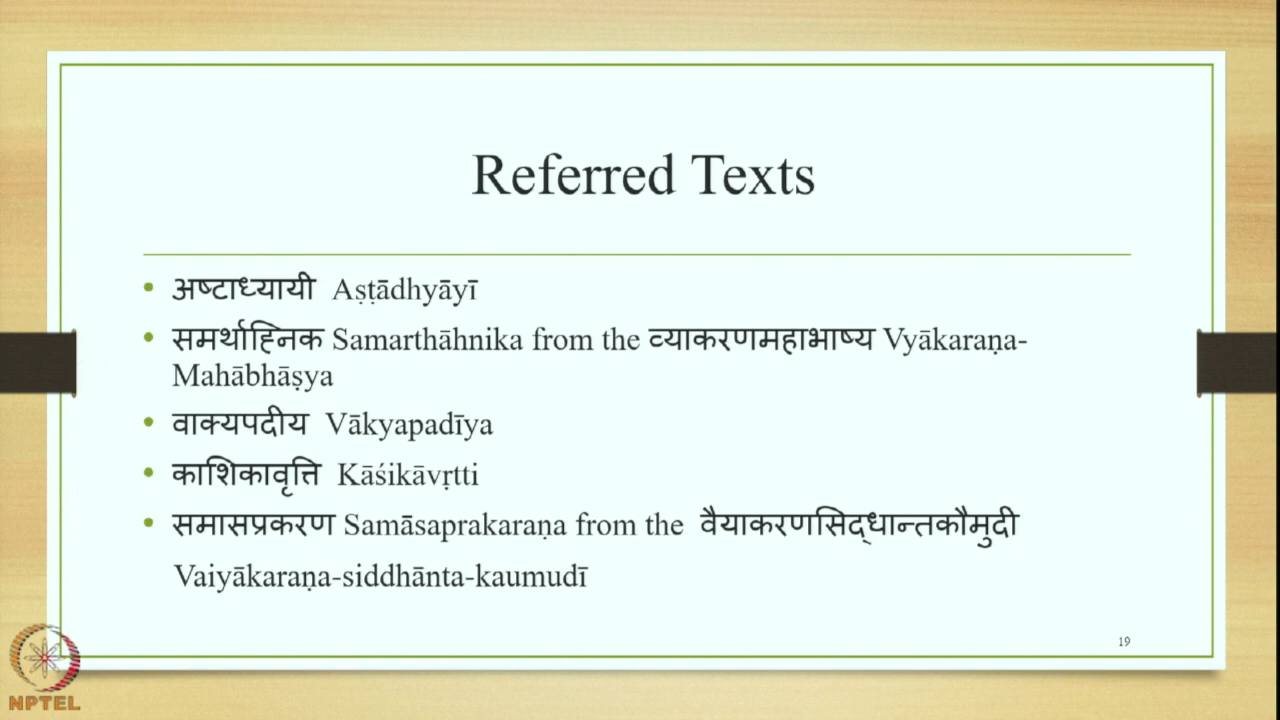 Referred Texts
• अष्टाध्यायी Aṣṭādhyāyī
• समर्थाह्निक Samarthāhnika from the व्याकरणमहाभाष्य Vyākaraṇa-
Mahābhāṣya
• वाक्यपदीय Vākyapadīya
• काशिकावृत्ति Kāśikāvṛtti
• समासप्रकरण Samāsaprakaraṇa from the वैयाकरणसिद्धान्तकौमुदी
Vaiyākaraṇa-siddhānta-kaumudī
19
NPTEL